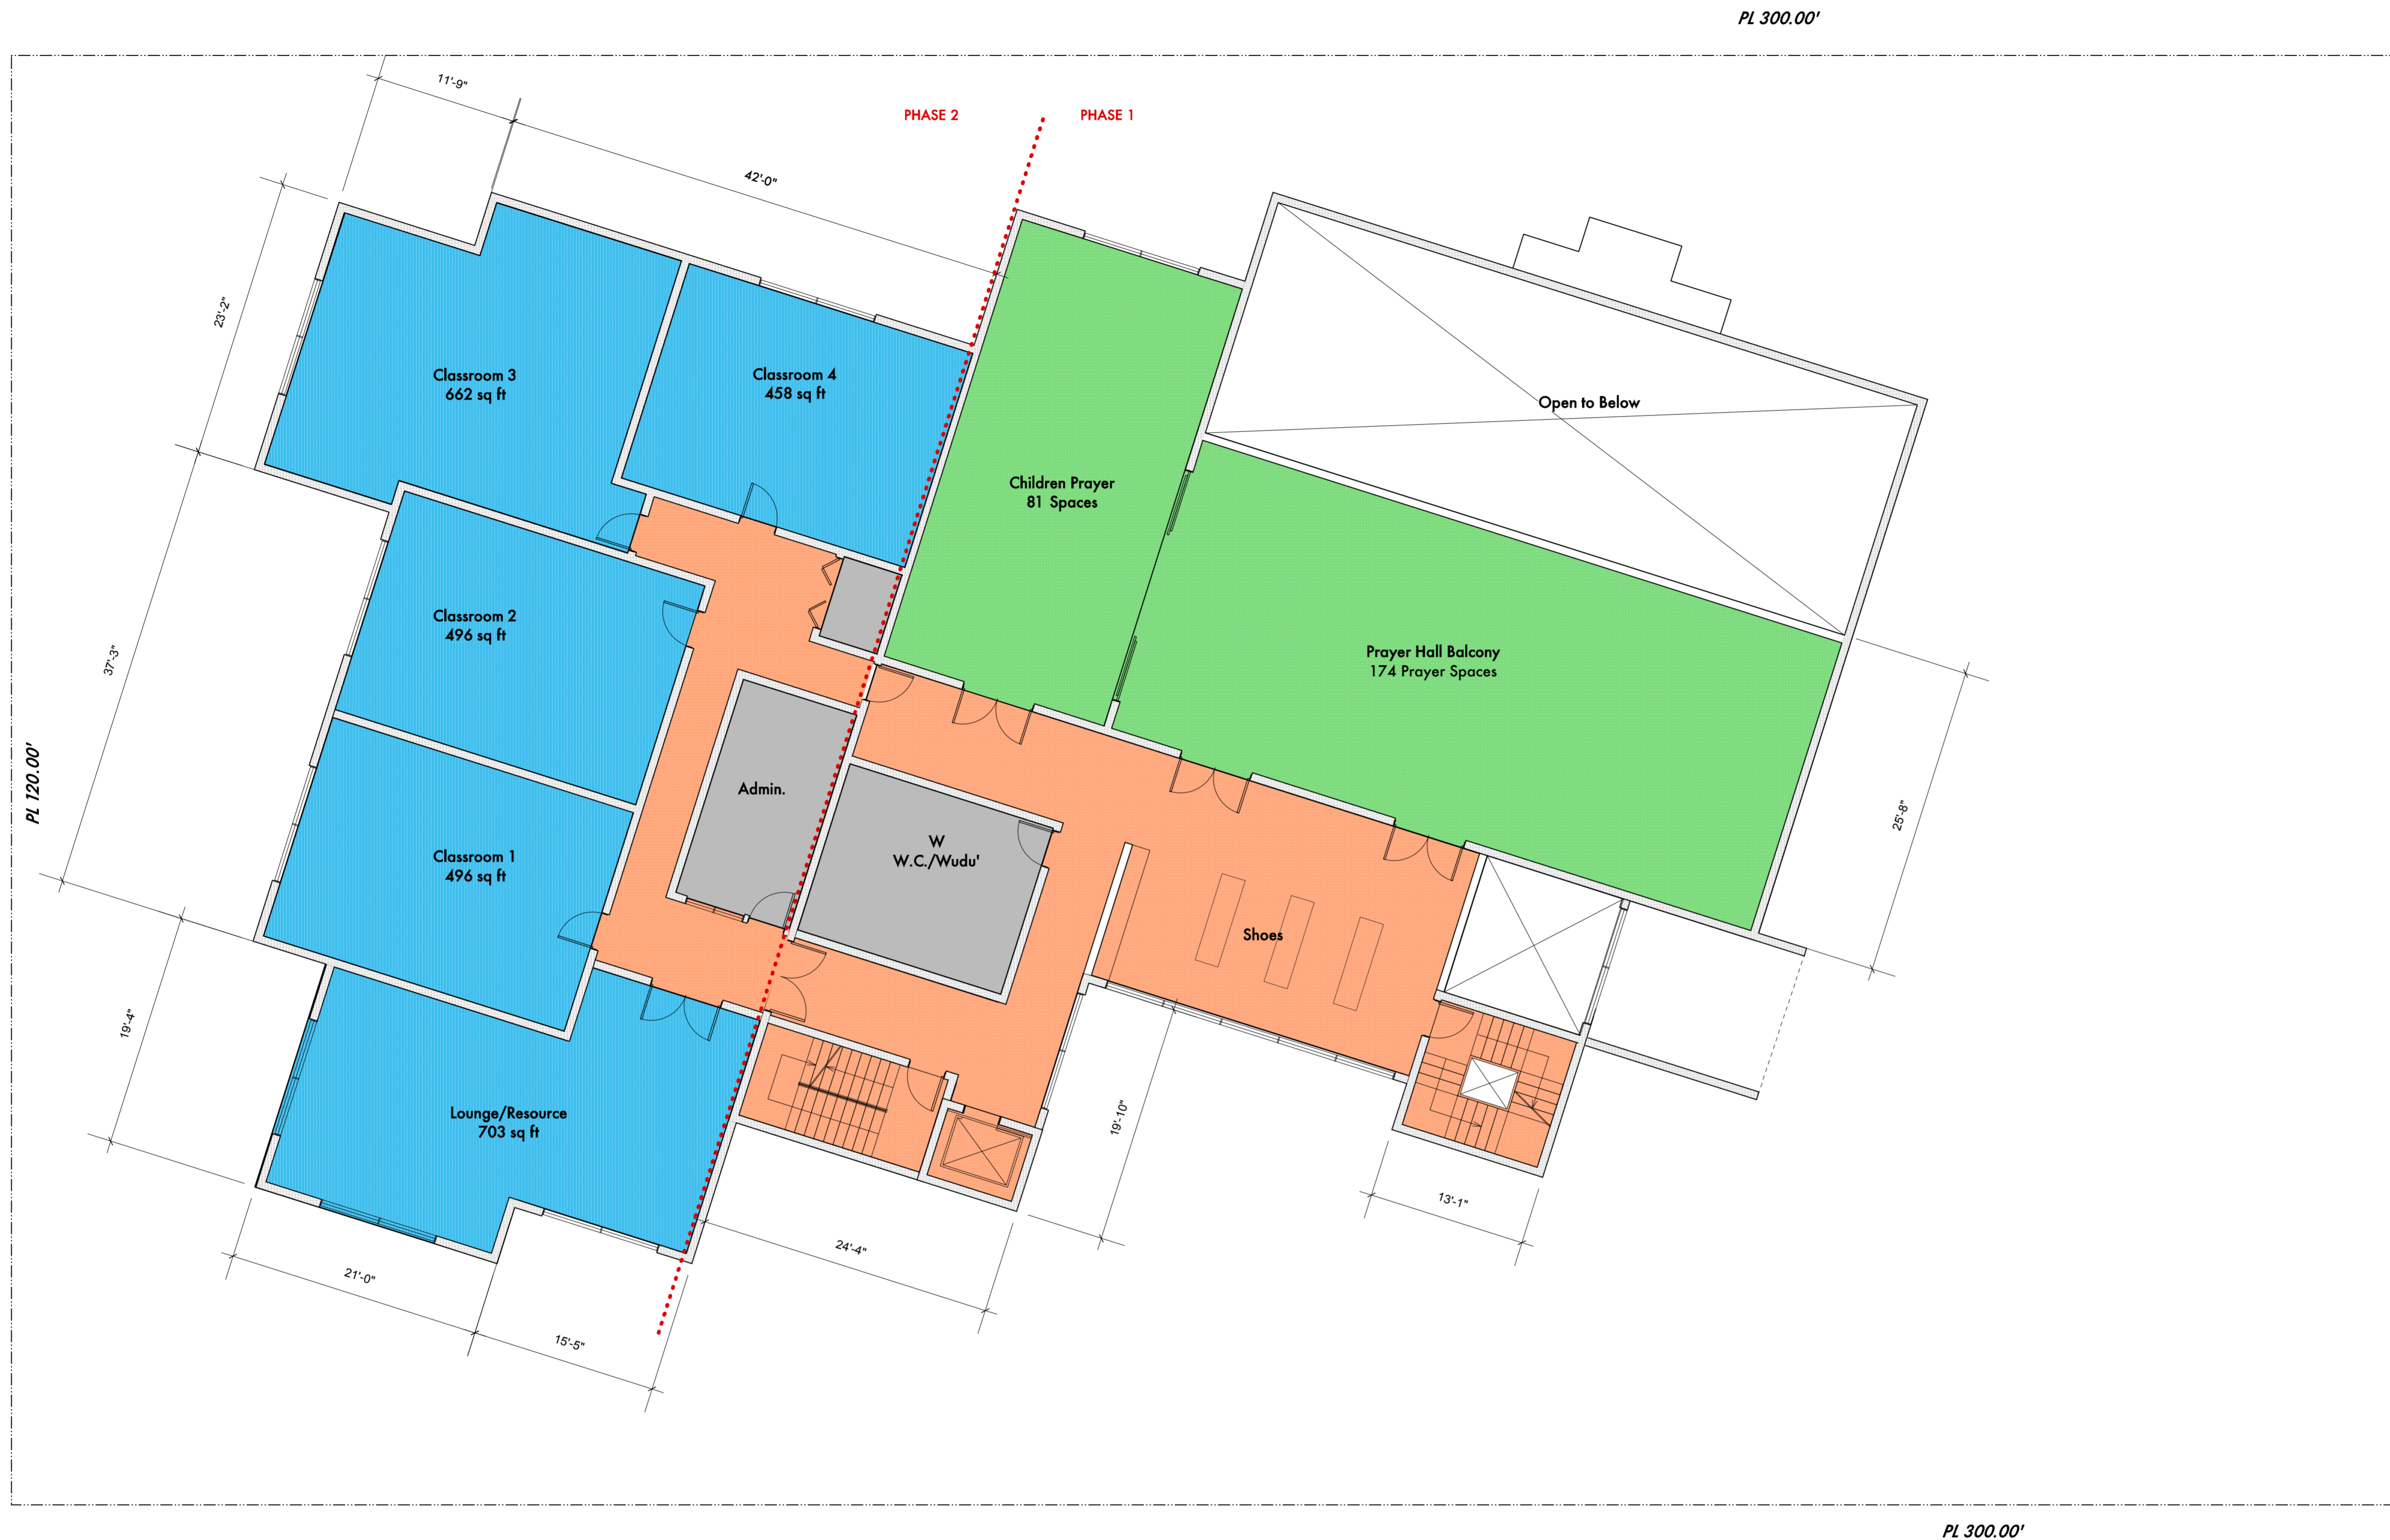 PL 300.00'
11'-9"
PHASE 2
PHASE 1
42'-0"
23'-2"
Classroom 3
662 sq ft
Classroom 4
458 sq ft
Open to Below
Children Prayer
81 Spaces
Classroom 2
496 sq ft
37'-3"
Prayer Hall Balcony
174 Prayer Spaces
PL 120.00'
Admin.
W
W.C./Wudu'
25'-8"
Classroom 1
496 sq ft
Shoes
19'-4"
Lounge/Resource
703 sq ft
19'-10"
13'-1"
24'-4"
21'-0"
15'-5"
PL 300.00'